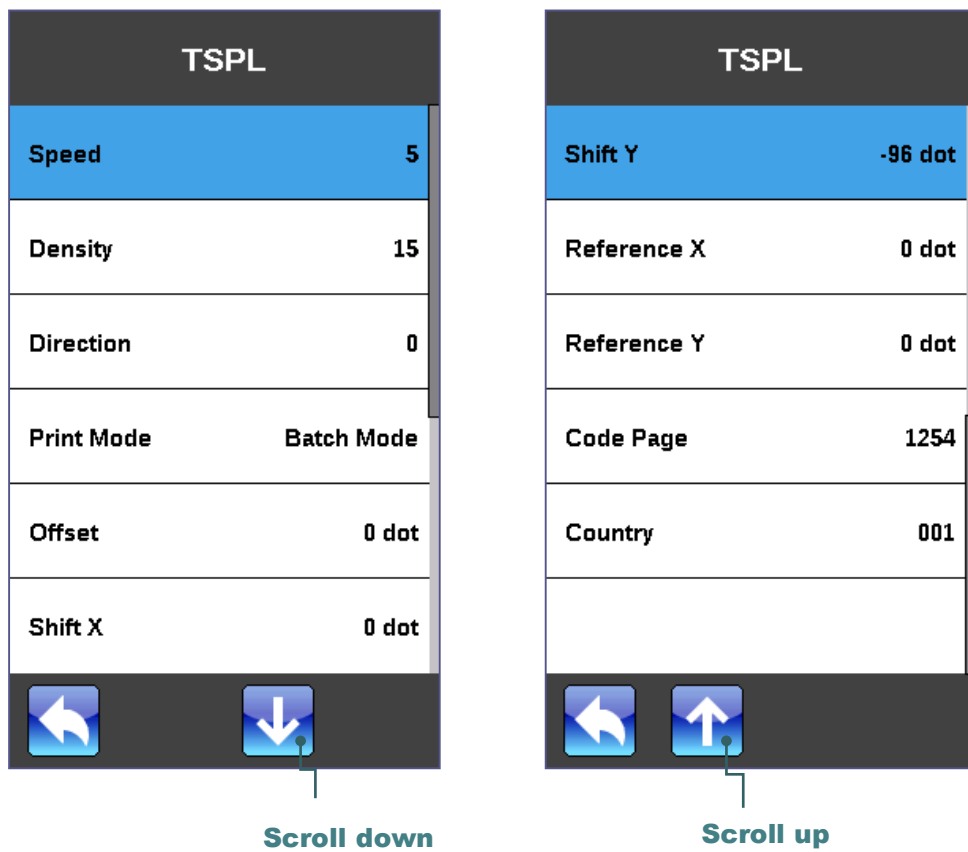 TSPL
Speed 5
Density 15
Direction 0
Print Mode Batch Mode
Offset 0 dot
Shift X 0 dot
Scroll down
TSPL
Shift Y -96 dot
Reference X 0 dot
Reference Y 0 dot
Code Page 1254
Country 001
Scroll up